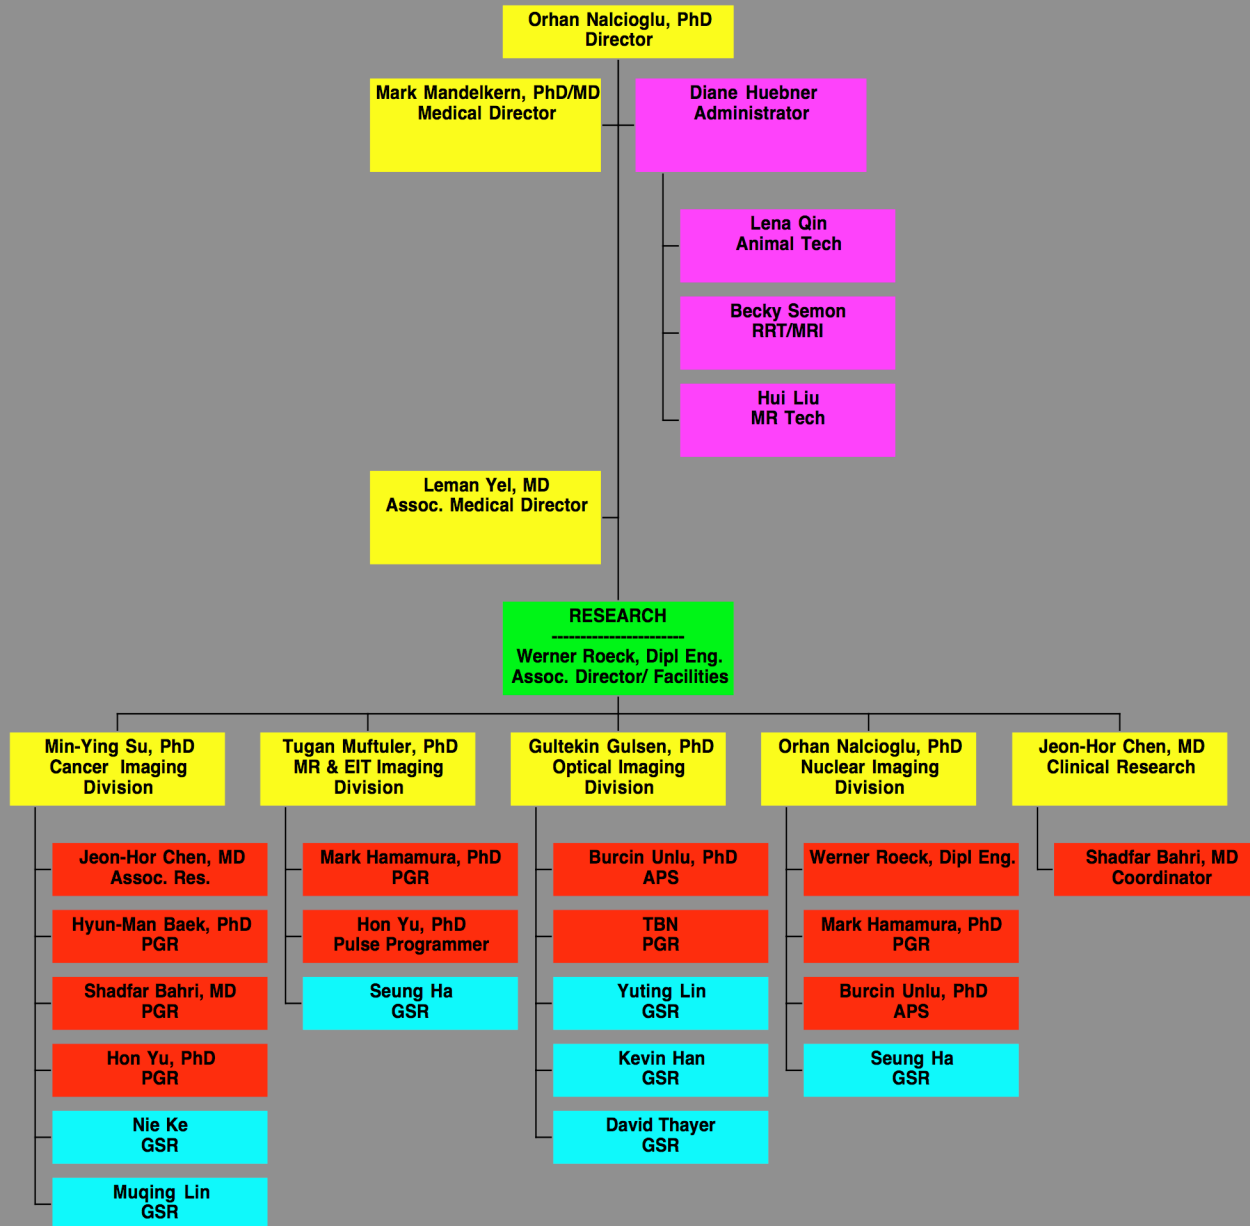 Orhan Nalcioglu, PhD
Director
Mark Mandelkern, PhD/MD
Medical Director
Diane Huebner
Administrator
Lena Qin
Animal Tech
Becky Semon
RRT/MRI
Hui Liu
MR Tech
Leman Yel, MD
Assoc. Medical Director
RESEARCH
-----------------------
Werner Roeck, Dipl Eng.
Assoc. Director/ Facilities
Min-Ying Su, PhD
Cancer Imaging
Division
Jeon-Hor Chen, MD
Assoc. Res.
Hyun-Man Baek, PhD
PGR
Shadfar Bahri, MD
PGR
Hon Yu, PhD
PGR
Nie Ke
GSR
Muqing Lin
GSR
Tugan Muftuler, PhD
MR & EIT Imaging
Division
Mark Hamamura, PhD
PGR
Hon Yu, PhD
Pulse Programmer
Seung Ha
GSR
Gultekin Gulsen, PhD
Optical Imaging
Division
Burcin Unlu, PhD
APS
TBN
PGR
Yuting Lin
GSR
Kevin Han
GSR
David Thayer
GSR
Orhan Nalcioglu, PhD
Nuclear Imaging
Division
Werner Roeck, Dipl Eng.
Mark Hamamura, PhD
PGR
Burcin Unlu, PhD
APS
Seung Ha
GSR
Jeon-Hor Chen, MD
Clinical Research
Shadfar Bahri, MD
Coordinator